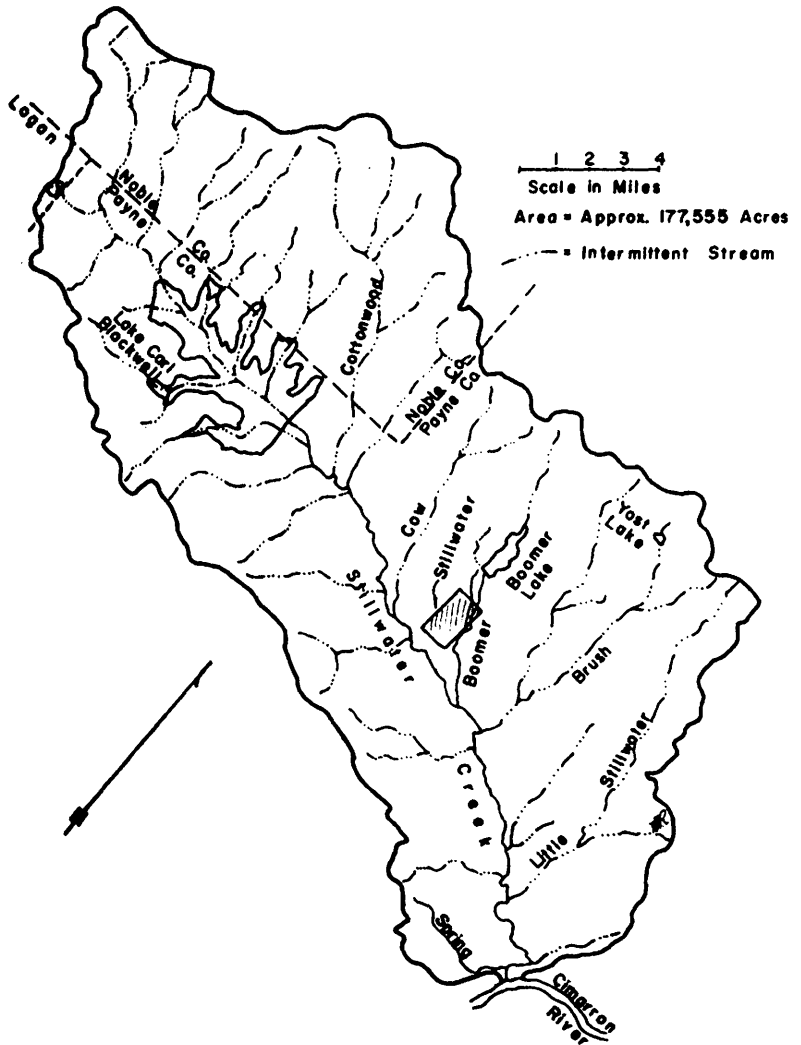 Logan
Noble
Payne
Co.
Co.
1 2 3 4
Scale in Miles
Area = Approx. 177,555 Acres
= Intermittent Stream
Lake Carl
Blackwell
Cottonwood
Noble Co.
Payne Co
Cow
Stillwater
Boomer
Lake
Yost
Lake
Stillwater
Boomer
Brush
Stillwater
Creek
Little
Spring
Cimarron
River